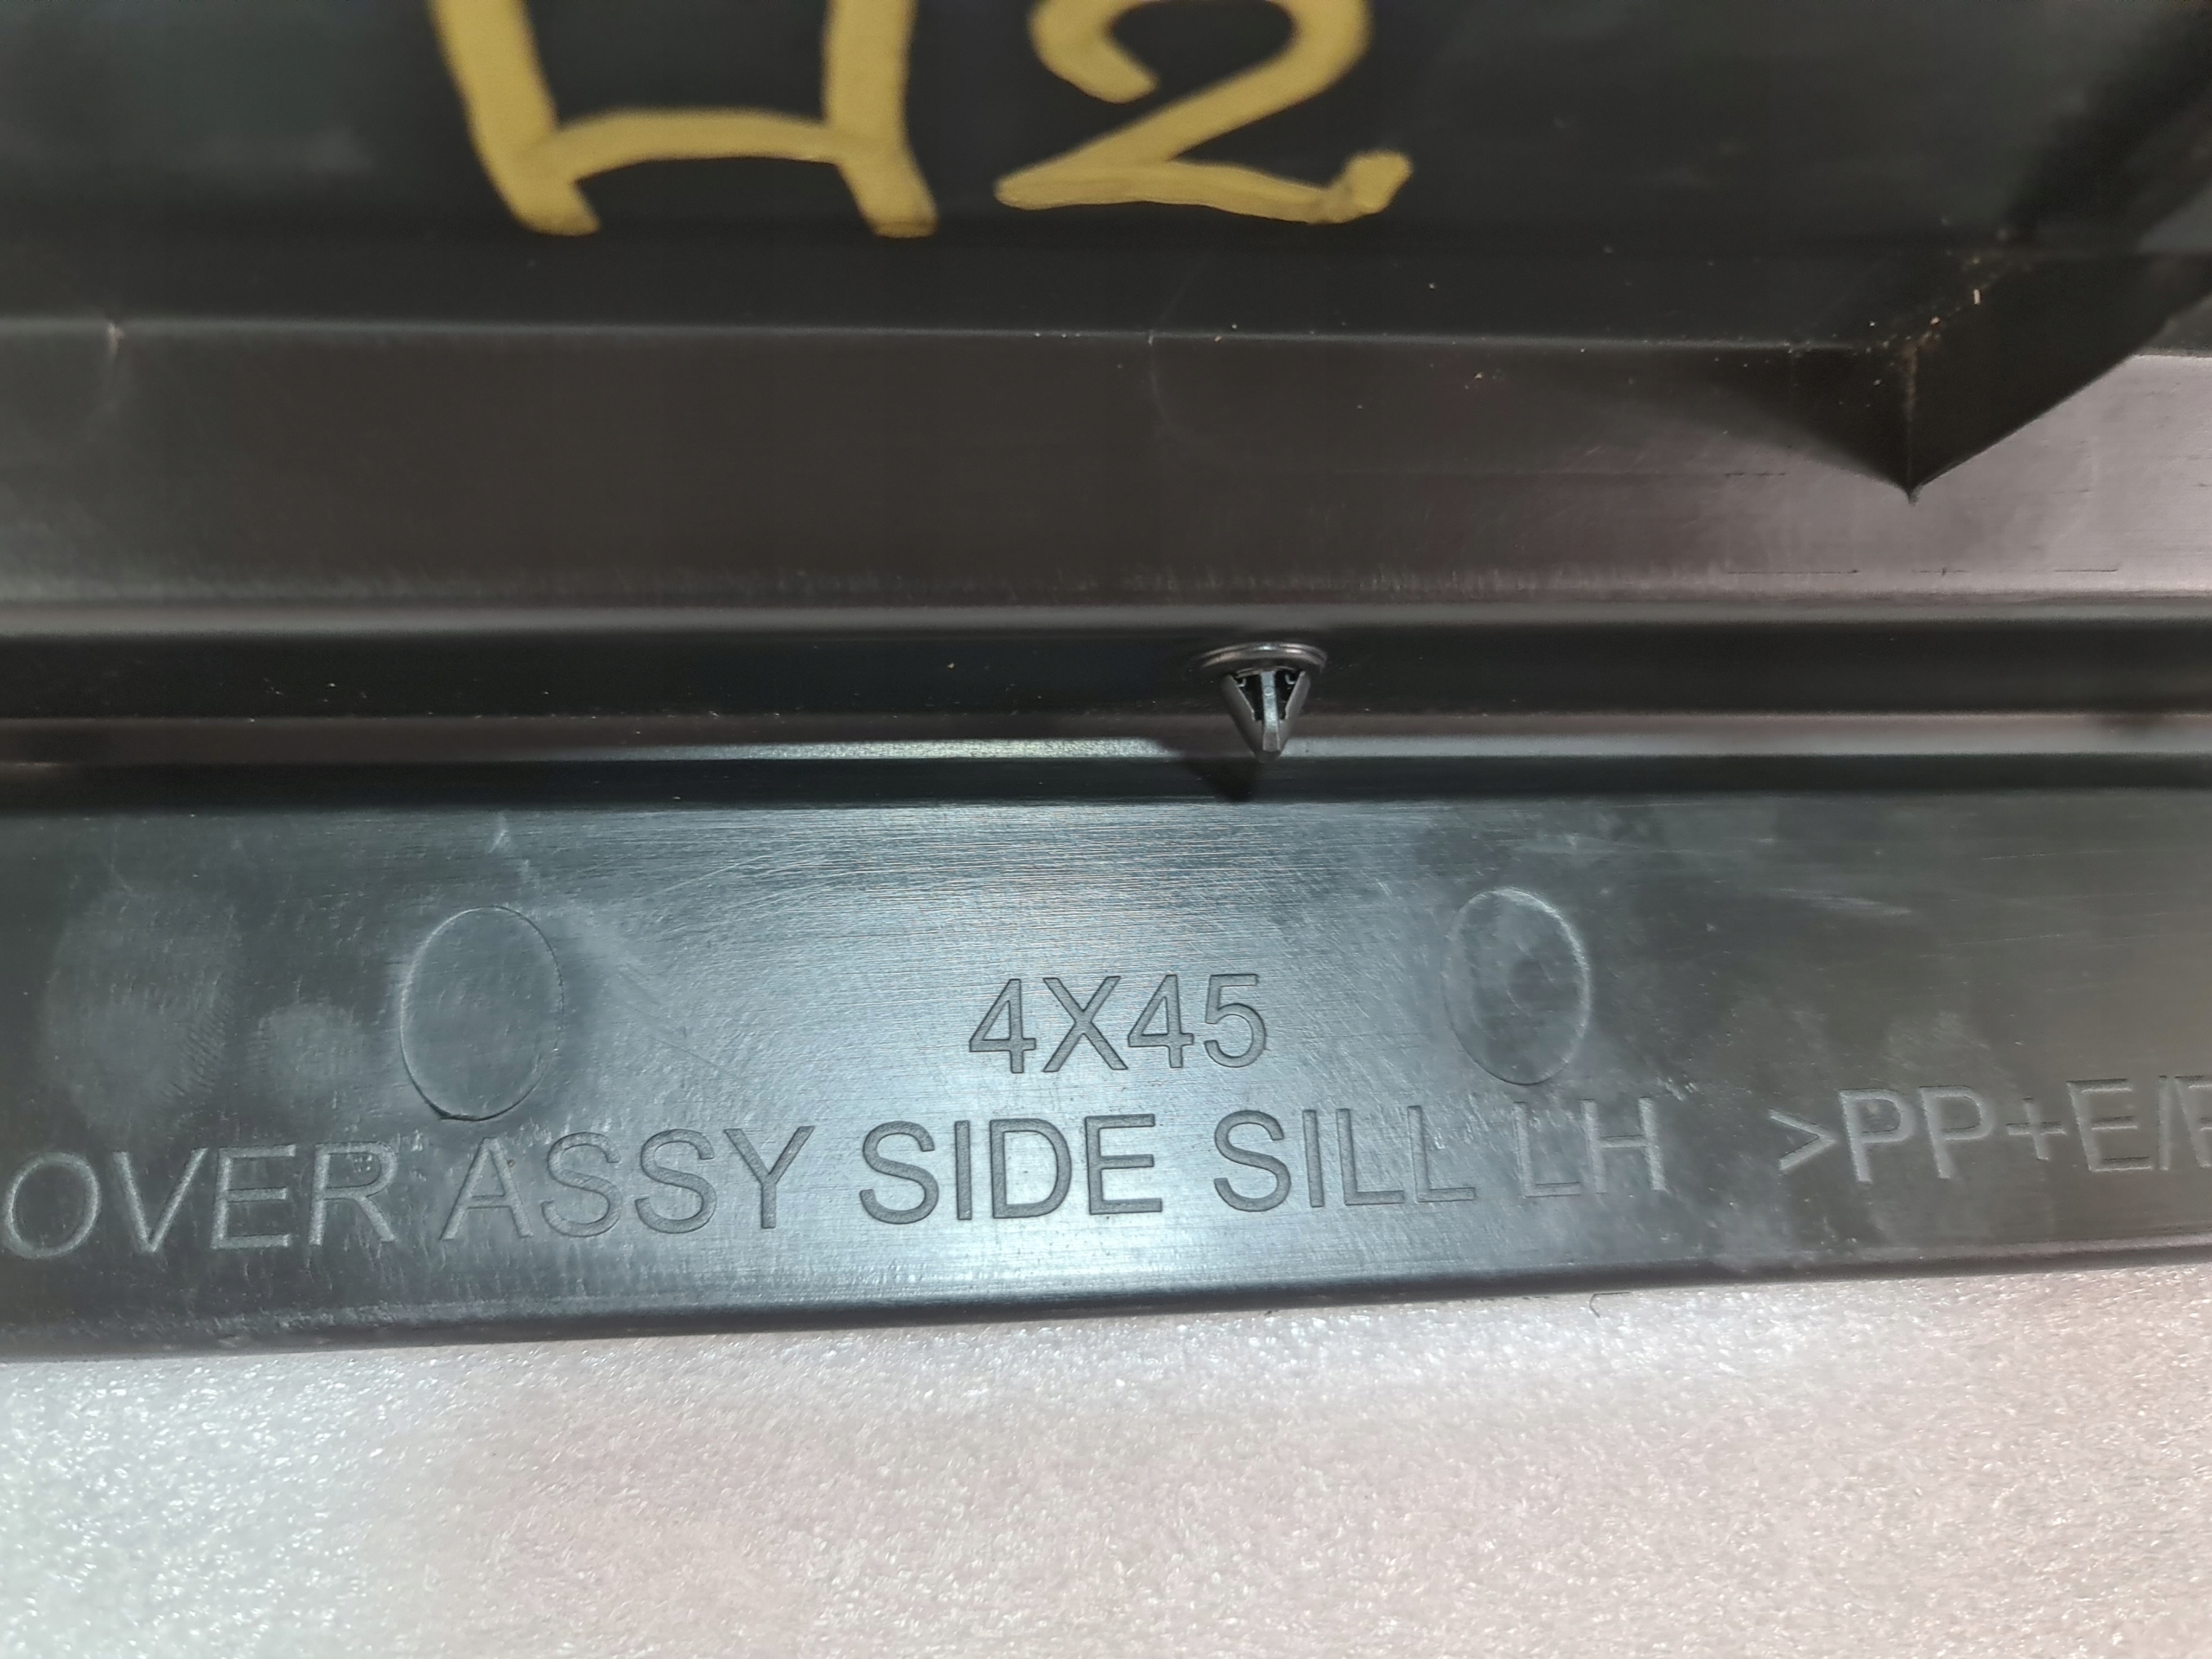 H2
4X45
OVER ASSY SIDE SILL LH >PP+E/